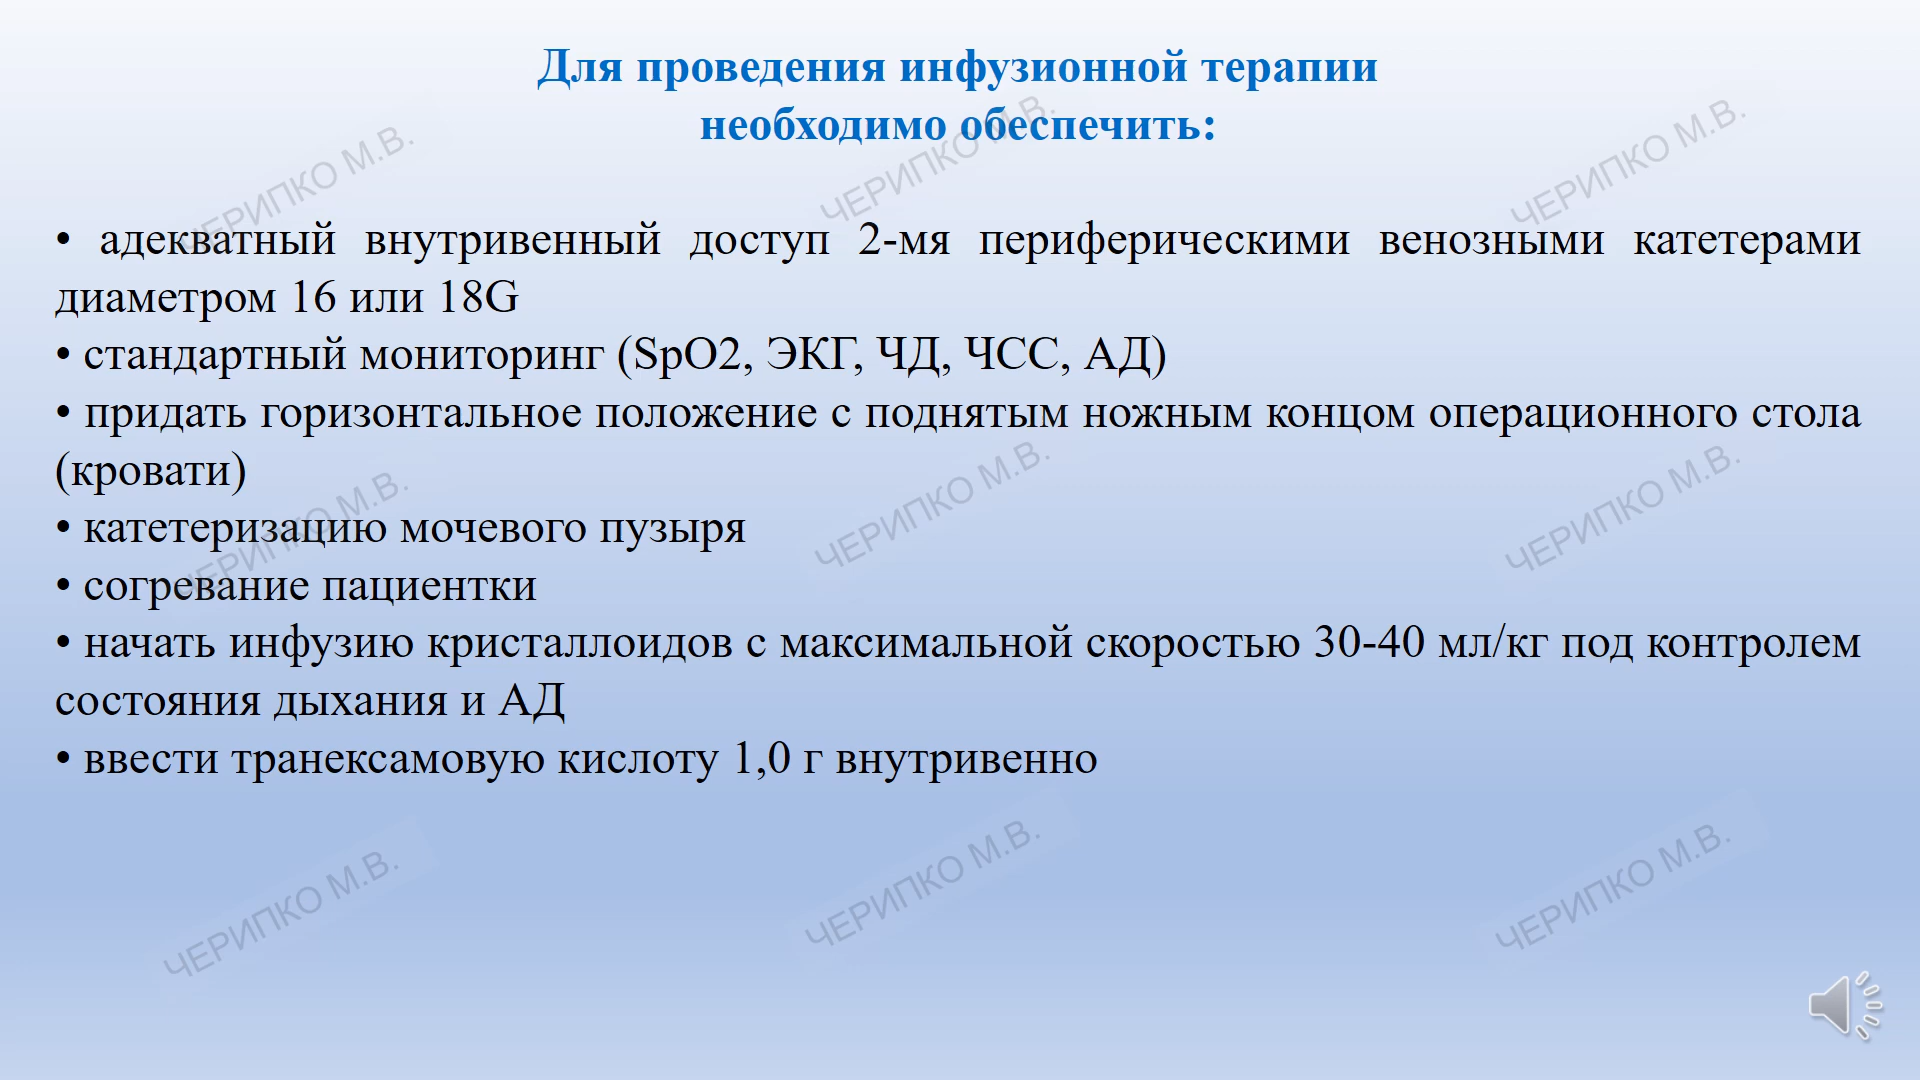 Для проведения инфузионной терапии
необходимо обеспечить:
ЧЕРИПКО М.В.
ЧЕРИПКО М.В.
ЧЕРИПКО М.В.
• адекватный внутривенный доступ 2-мя периферическими венозными катетерами
диаметром 16 или 18G
• стандартный мониторинг (SpO2, ЭКГ, ЧД, ЧСС, АД)
• придать горизонтальное положение с поднятым ножным концом операционного стола
(кровати)
ЧЕРИПКО М.В.
ЧЕРИПКО М.В.
ЧЕРИПКО М.В.
• катетеризацию мочевого пузыря
• согревание пациентки
• начать инфузию кристаллоидов с максимальной скоростью 30-40 мл/кг под контролем
состояния дыхания и АД
• ввести транексамовую кислоту 1,0 г внутривенно
ЧЕРИПКО М.В.
ЧЕРИПКО М.В.
ЧЕРИПКО М.В.